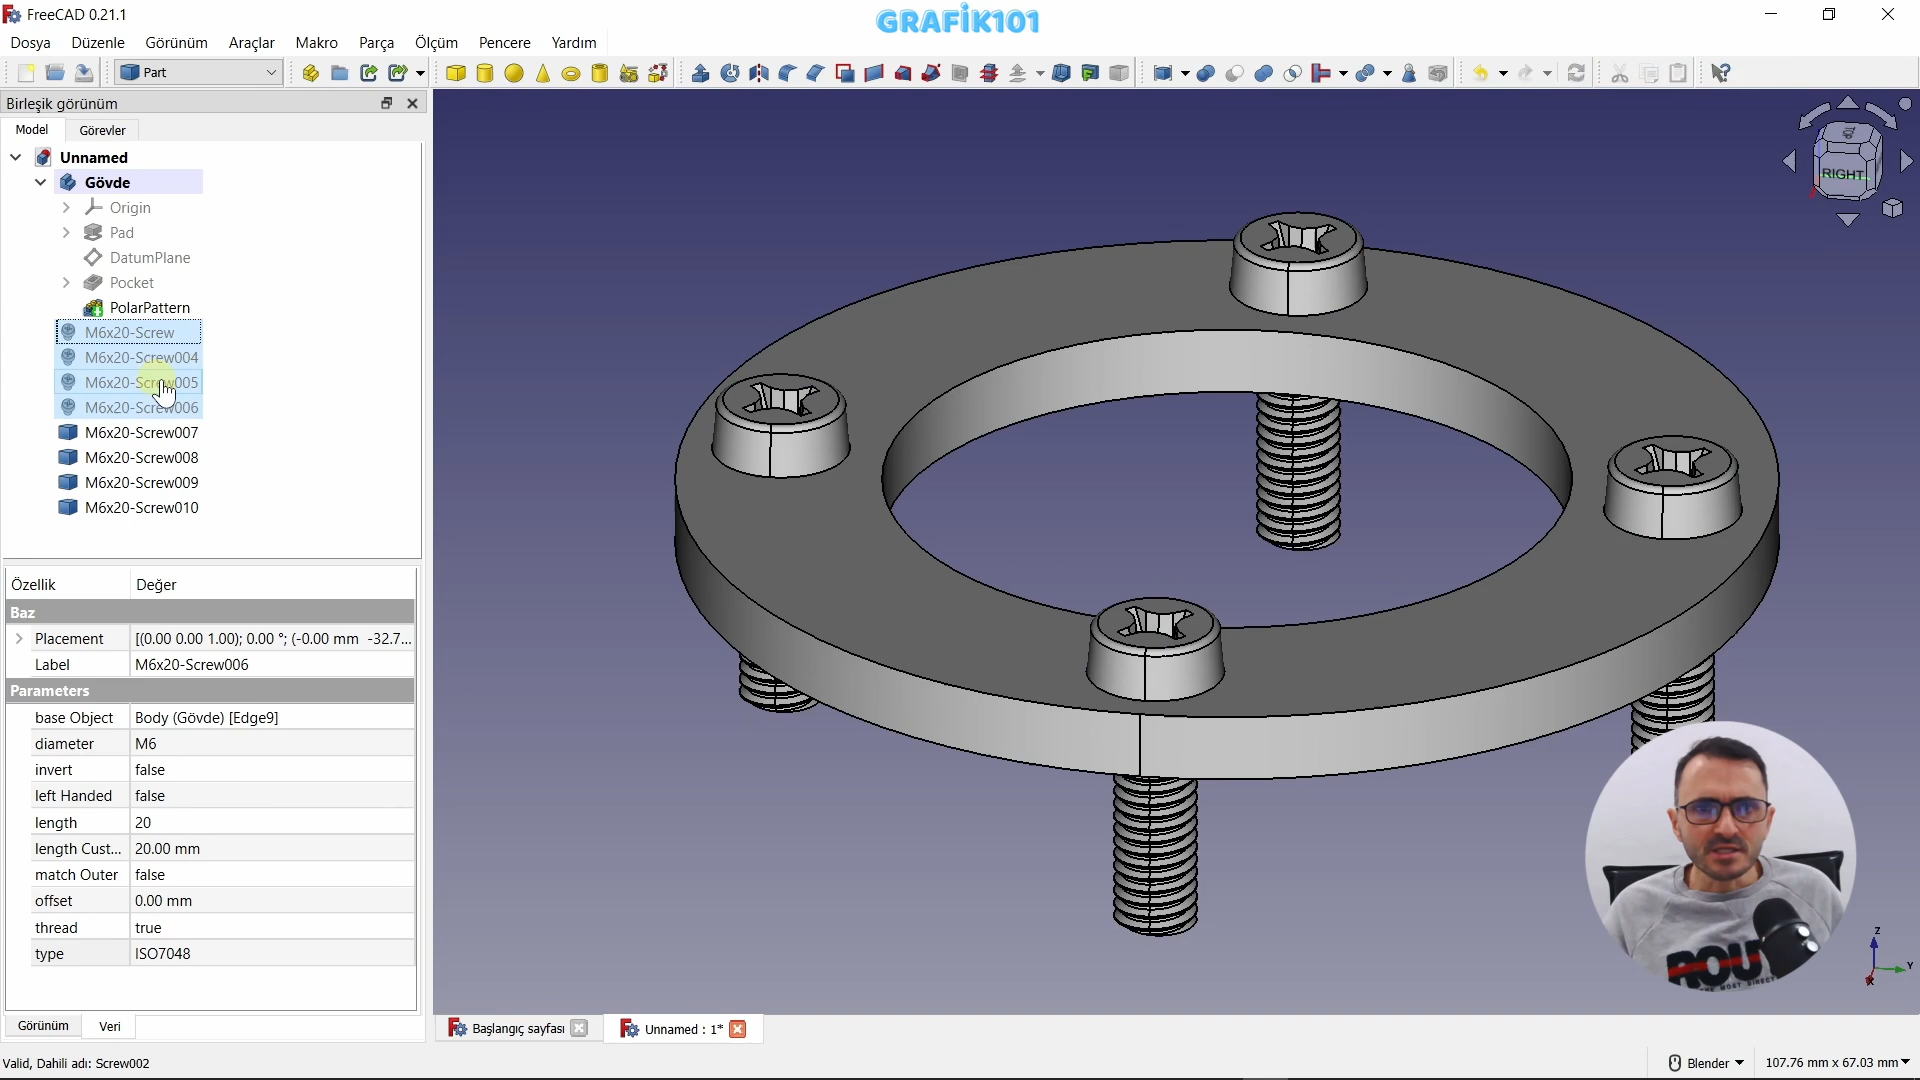 FreeCAD 0.21.1
GRAFİK101
Dosya Düzenle Görünüm Araçlar Makro Parça Ölçüm Pencere Yardım
Part
Birleşik görünüm
Model Görevler
Unnamed
Gövde
Origin
Pad
DatumPlane
Pocket
PolarPattern
M6x20-Screw
M6x20-Screw004
M6x20-Screw005
M6x20-Screw006
M6x20-Screw007
M6x20-Screw008
M6x20-Screw009
M6x20-Screw010
TOP
RIGHT
Özellik Değer
Baz
Placement [(0.00 0.00 1.00); 0.00 °; (-0.00 mm -32.7...
Label M6x20-Screw006
Parameters
base Object Body (Gövde) [Edge9]
diameter M6
invert false
left Handed false
length 20
length Cust... 20.00 mm
match Outer false
offset 0.00 mm
thread true
type ISO7048
Z
Y
X
Görünüm Veri
Başlangıç sayfası Unnamed : 1*
Valid, Dahili adı: Screw002
Blender 107.76 mm x 67.03 mm